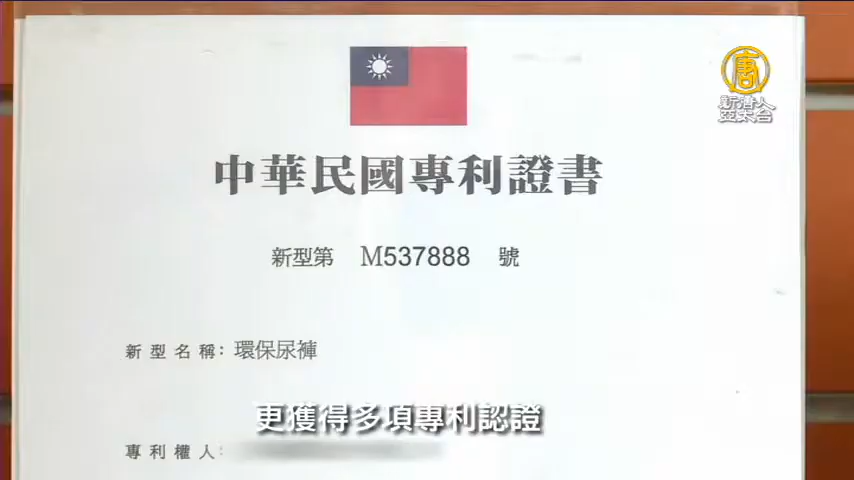 唐
新唐人
亞太台
中華民國專利證書
新型第 M537888 號
新型名稱：環保尿褲
更獲得多項專利認證
專利權人：